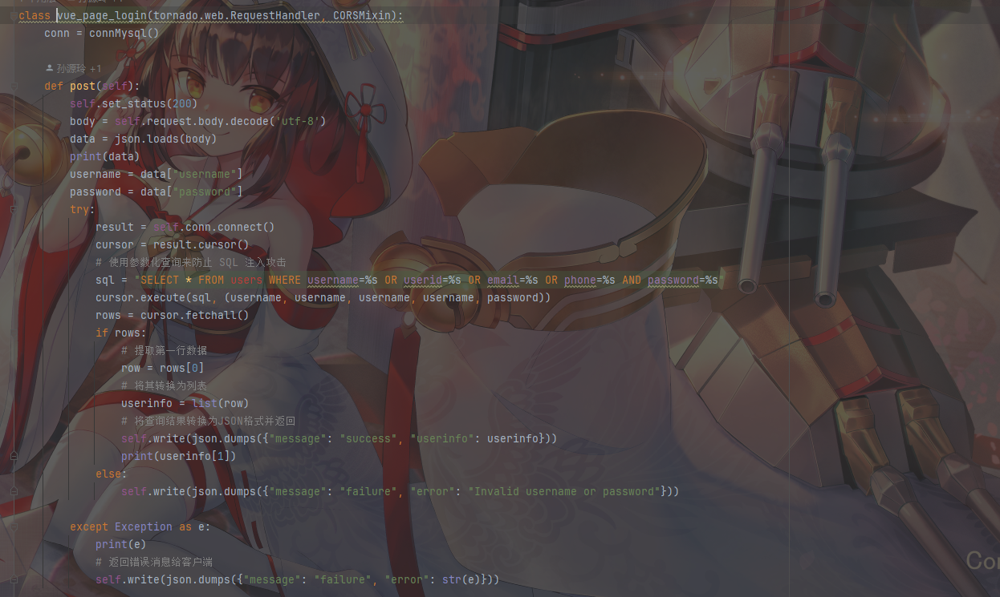 class vue_page_login(tornado.web.RequestHandler, CORSMixin):
    conn = connMysql()
    孙源玲 +1
    def post(self):
        self.set_status(200)
        body = self.request.body.decode('utf-8')
        data = json.loads(body)
        print(data)
        username = data["username"]
        password = data["password"]
        try:
            result = self.conn.connect()
            cursor = result.cursor()
            # 使用参数化查询来防止 SQL 注入攻击
            sql = "SELECT * FROM users WHERE username=%s OR userid=%s OR email=%s OR phone=%s AND password=%s
            cursor.execute(sql, (username, username, username, username, password))
            rows = cursor.fetchall()
            if rows:
                # 提取第一行数据
                row = rows[0]
                # 将其转换为列表
                userinfo = list(row)
                # 将查询结果转换为JSON格式并返回
                self.write(json.dumps({"message": "success", "userinfo": userinfo}))
                print(userinfo[1])
            else:
                self.write(json.dumps({"message": "failure", "error": "Invalid username or password"}))
        except Exception as e:
            print(e)
            # 返回错误消息给客户端
            self.write(json.dumps({"message": "failure", "error": str(e)}))